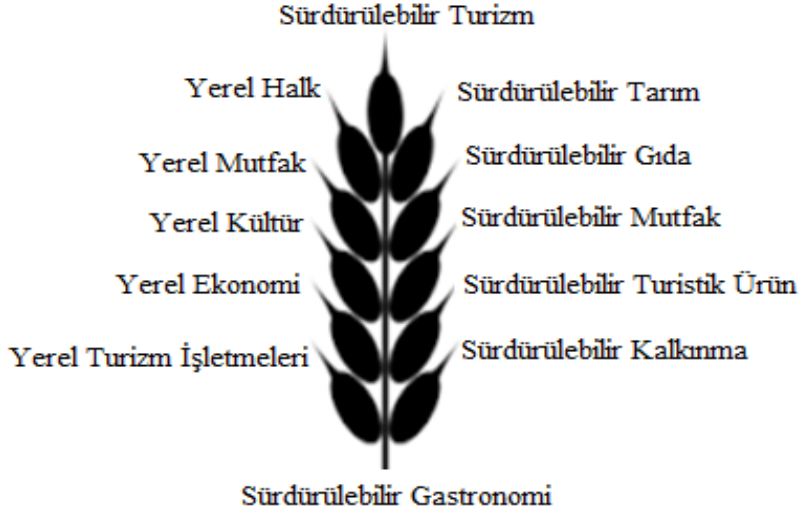 Sürdürülebilir Turizm
Yerel Halk
Sürdürülebilir Tarım
Yerel Mutfak
Sürdürülebilir Gıda
Yerel Kültür
Sürdürülebilir Mutfak
Yerel Ekonomi
Sürdürülebilir Turistik Ürün
Yerel Turizm İşletmeleri
Sürdürülebilir Kalkınma
Sürdürülebilir Gastronomi